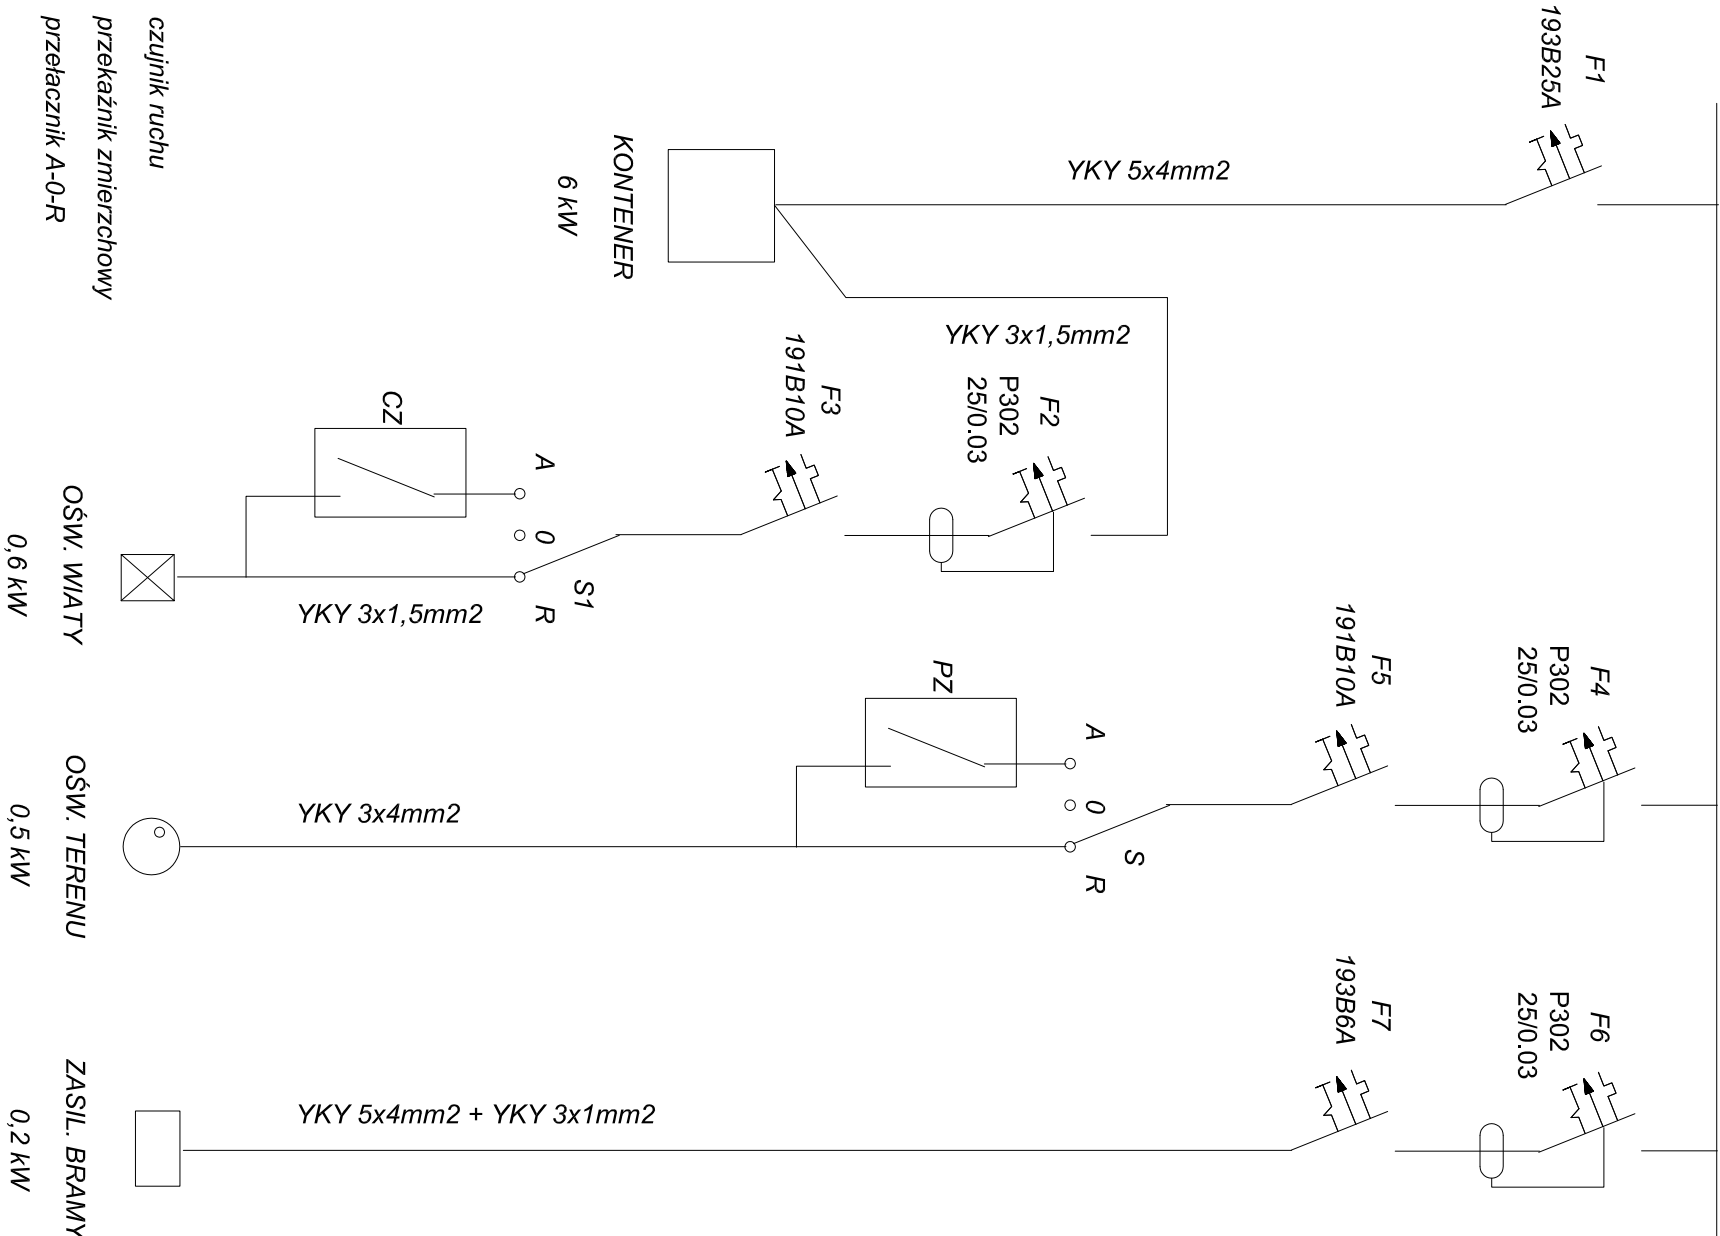 F1
193B25A
YKY 5x4mm2
KONTENER
6 kW
YKY 3x1,5mm2
F2
P302
25/0.03
F3
191B10A
A
0
R
S1
CZ
YKY 3x1,5mm2
OŚW. WIATY
0,6 kW
F4
P302
25/0.03
F5
191B10A
A
0
R
S
PZ
YKY 3x4mm2
OŚW. TERENU
0,5 kW
F6
P302
25/0.03
F7
193B6A
YKY 5x4mm2 + YKY 3x1mm2
ZASIL. BRAMY
0,2 kW
czujnik ruchu
przekaźnik zmierzchowy
przełacznik A-0-R